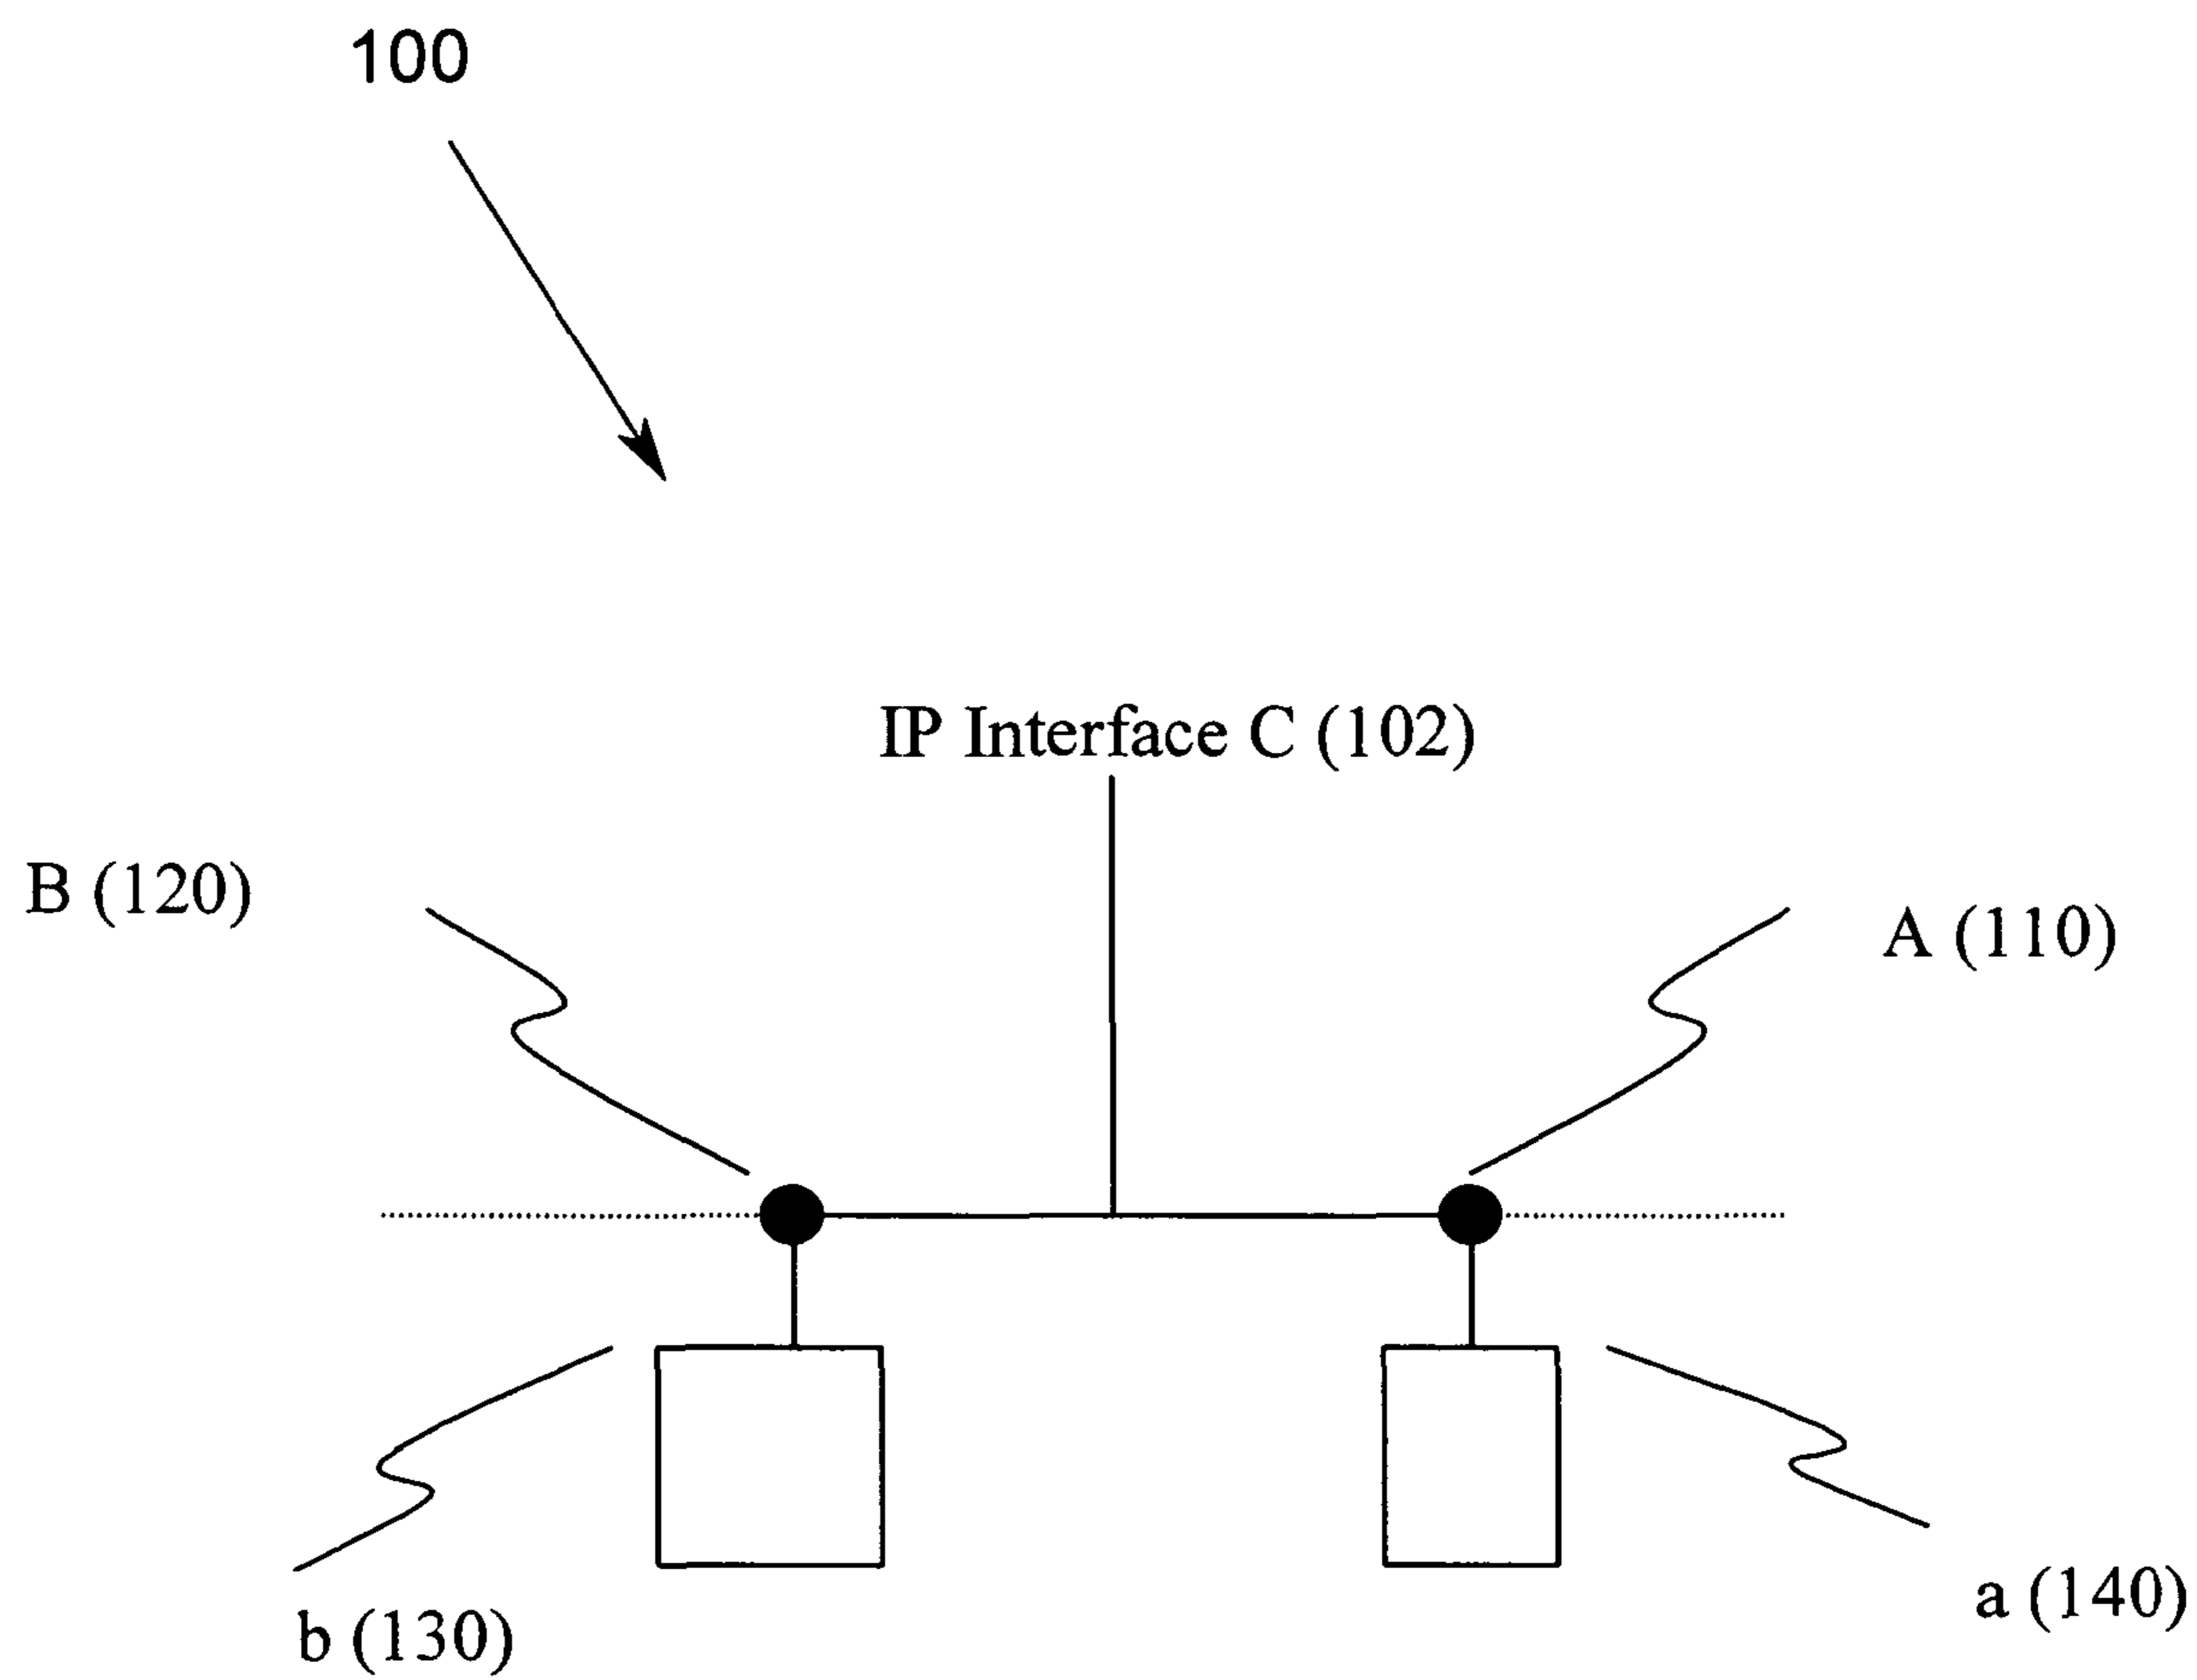 100
IP Interface C (102)
B (120)
A (110)
a (140)
b (130)